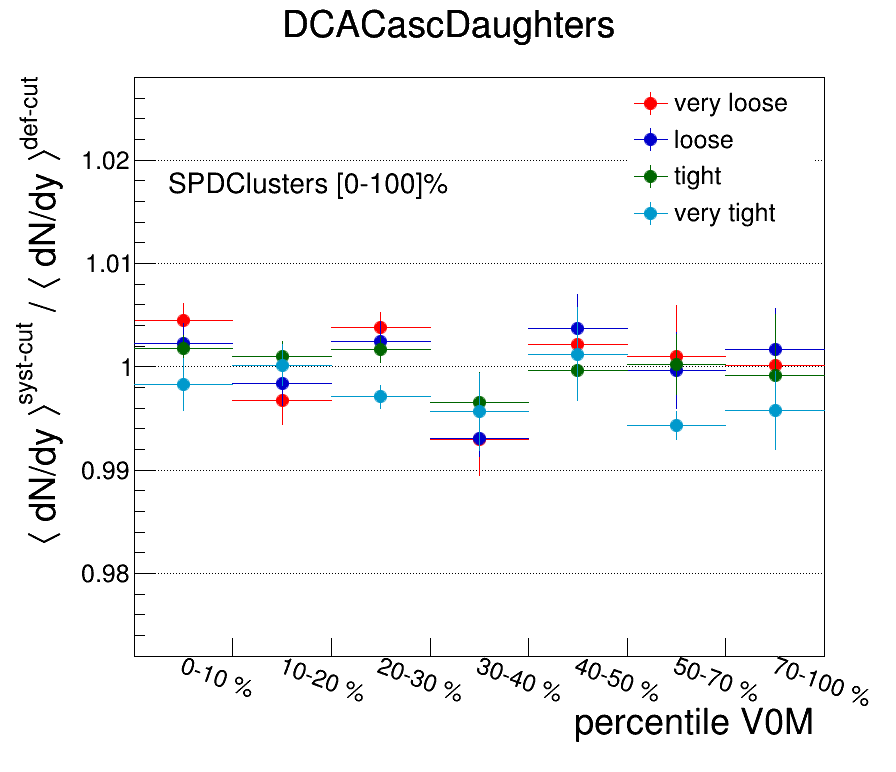 DCACascDaughters
⟨ dN/dy ⟩^syst-cut / ⟨ dN/dy ⟩^def-cut
very loose
loose
tight
very tight
SPDClusters [0-100]%
1.02
1.01
1
0.99
0.98
0-10 %
10-20 %
20-30 %
30-40 %
40-50 %
50-70 %
70-100 %
percentile V0M